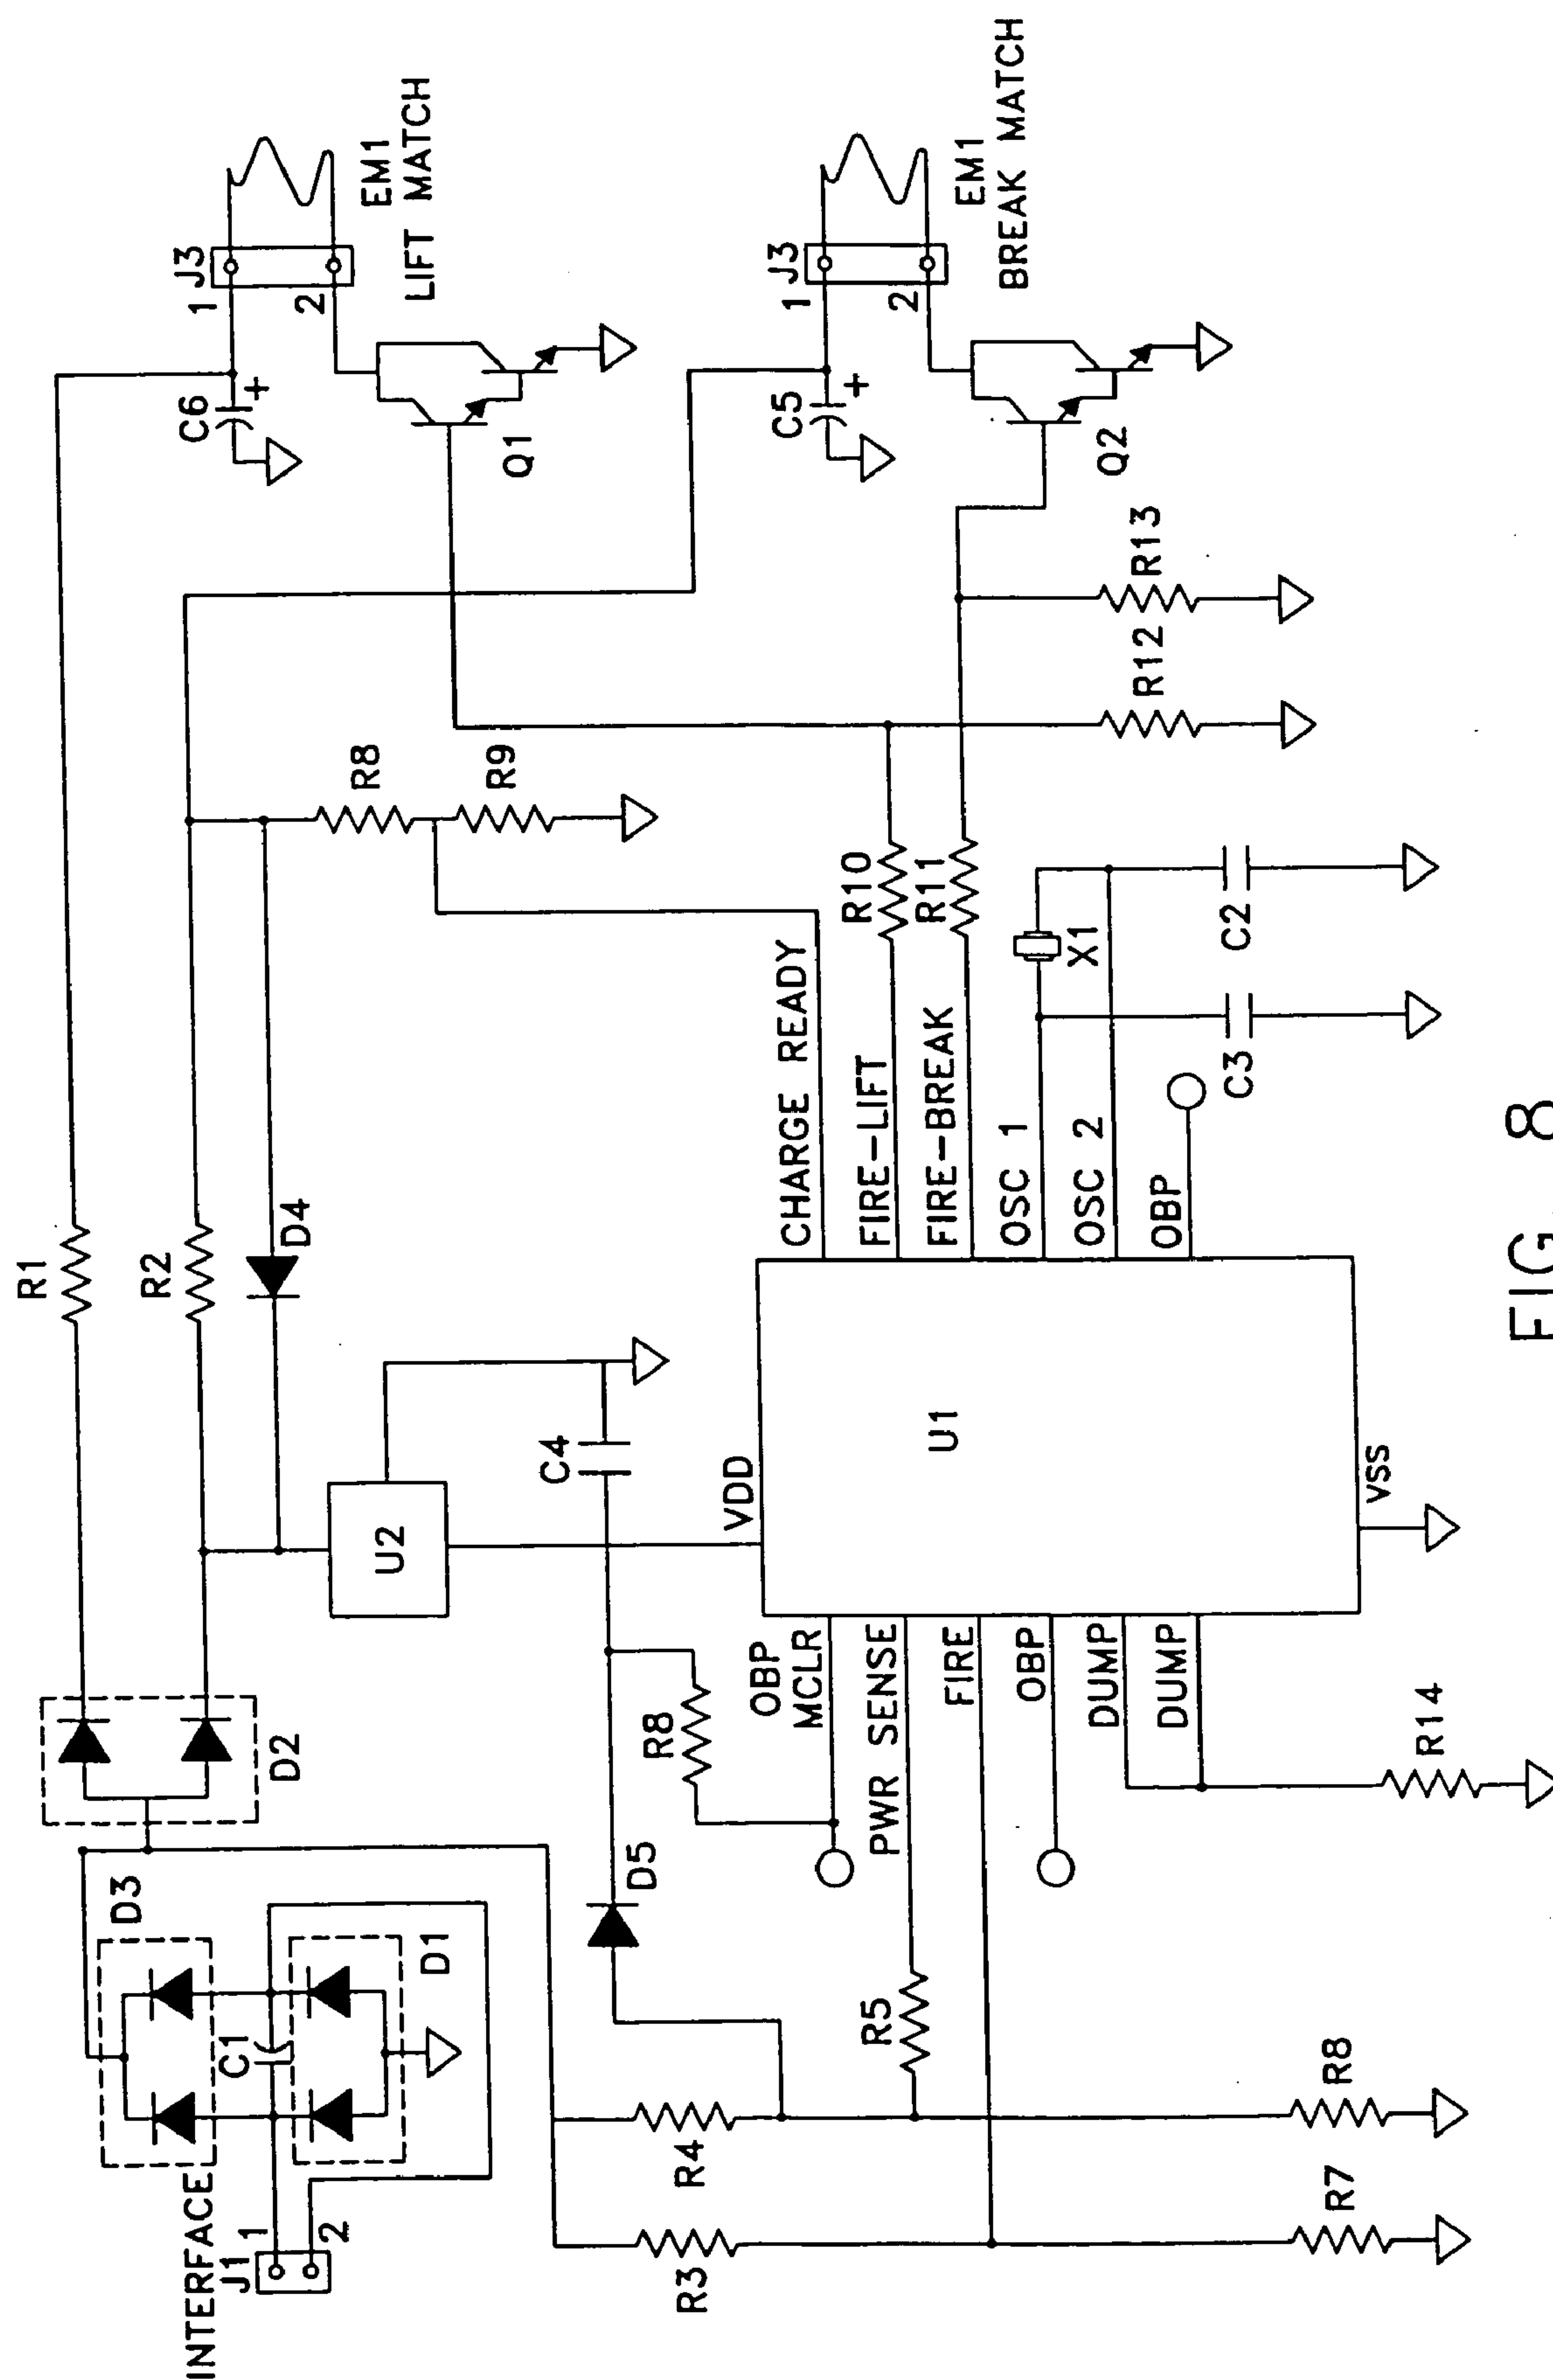 INTERFACE
J1
1
2
D3
C1
D1
D2
R1
R2
D4
U2
C4
D5
R8
R4
R3
R5
R8
R7
R8
R9
C6
+
J3
1
2
EM1
LIFT MATCH
Q1
C5
+
J3
1
2
EM1
BREAK MATCH
Q2
R10
R11
R12
R13
X1
C2
C3
U1
VDD
VSS
OBP
MCLR
PWR SENSE
FIRE
OBP
DUMP
DUMP
R14
CHARGE READY
FIRE-LIFT
FIRE-BREAK
OSC 1
OSC 2
OBP
FIG. 8